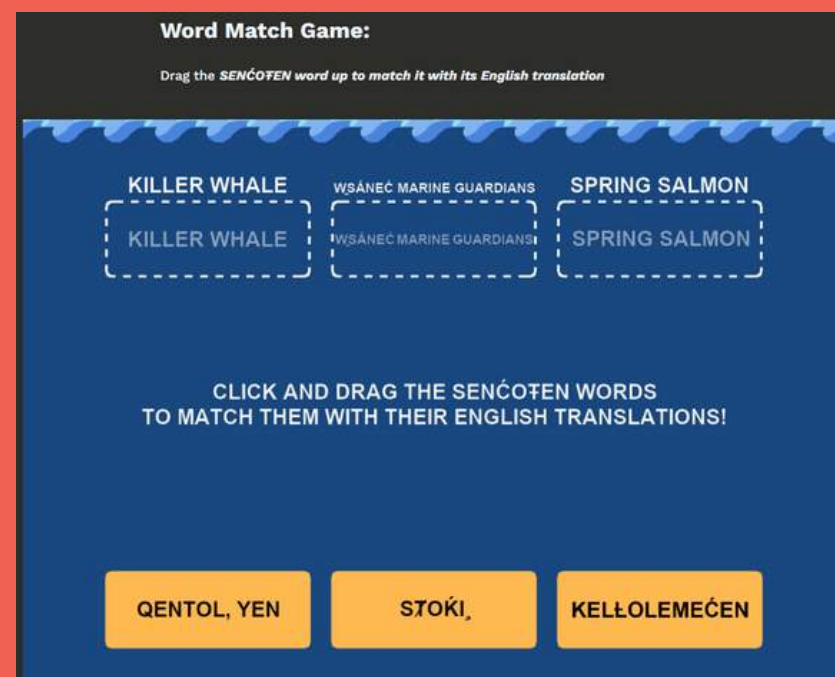 Word Match Game:
Drag the SENĆOŦEN word up to match it with its English translation
KILLER WHALE
W̱SÁNEĆ MARINE GUARDIANS
SPRING SALMON
KILLER WHALE
W̱SÁNEĆ MARINE GUARDIANS
SPRING SALMON
CLICK AND DRAG THE SENĆOŦEN WORDS
TO MATCH THEM WITH THEIR ENGLISH TRANSLATIONS!
QENTOL, YEN
SȾOḰI¸
KELȽOLEMEĆEN